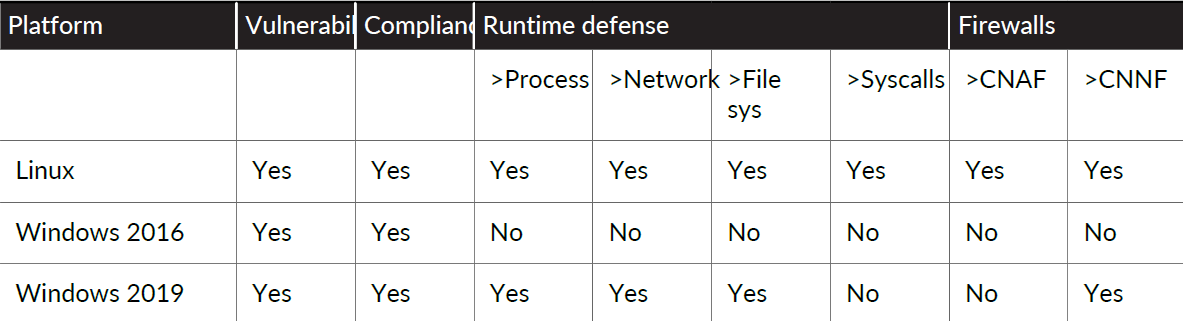 Platform Vulnerabil Complianc Runtime defense Firewalls
>Process >Network >File sys >Syscalls >CNAF >CNNF
Linux Yes Yes Yes Yes Yes Yes Yes Yes
Windows 2016 Yes Yes No No No No No No
Windows 2019 Yes Yes Yes Yes Yes No No Yes